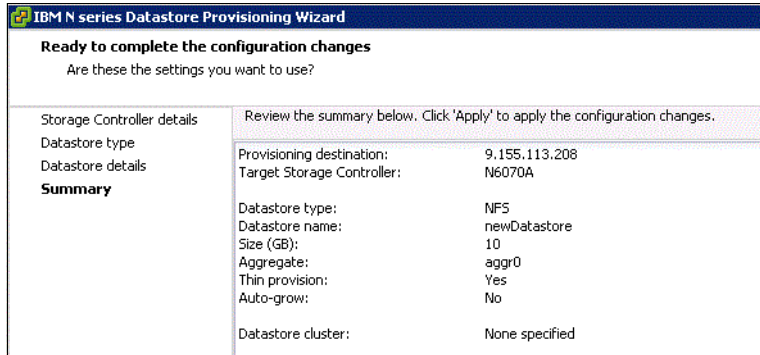 IBM N series Datastore Provisioning Wizard
Ready to complete the configuration changes
Are these the settings you want to use?
Storage Controller details
Datastore type
Datastore details
Summary
Review the summary below. Click 'Apply' to apply the configuration changes.
Provisioning destination: 9.155.113.208
Target Storage Controller: N6070A
Datastore type: NFS
Datastore name: newDatastore
Size (GB): 10
Aggregate: aggr0
Thin provision: Yes
Auto-grow: No
Datastore cluster: None specified